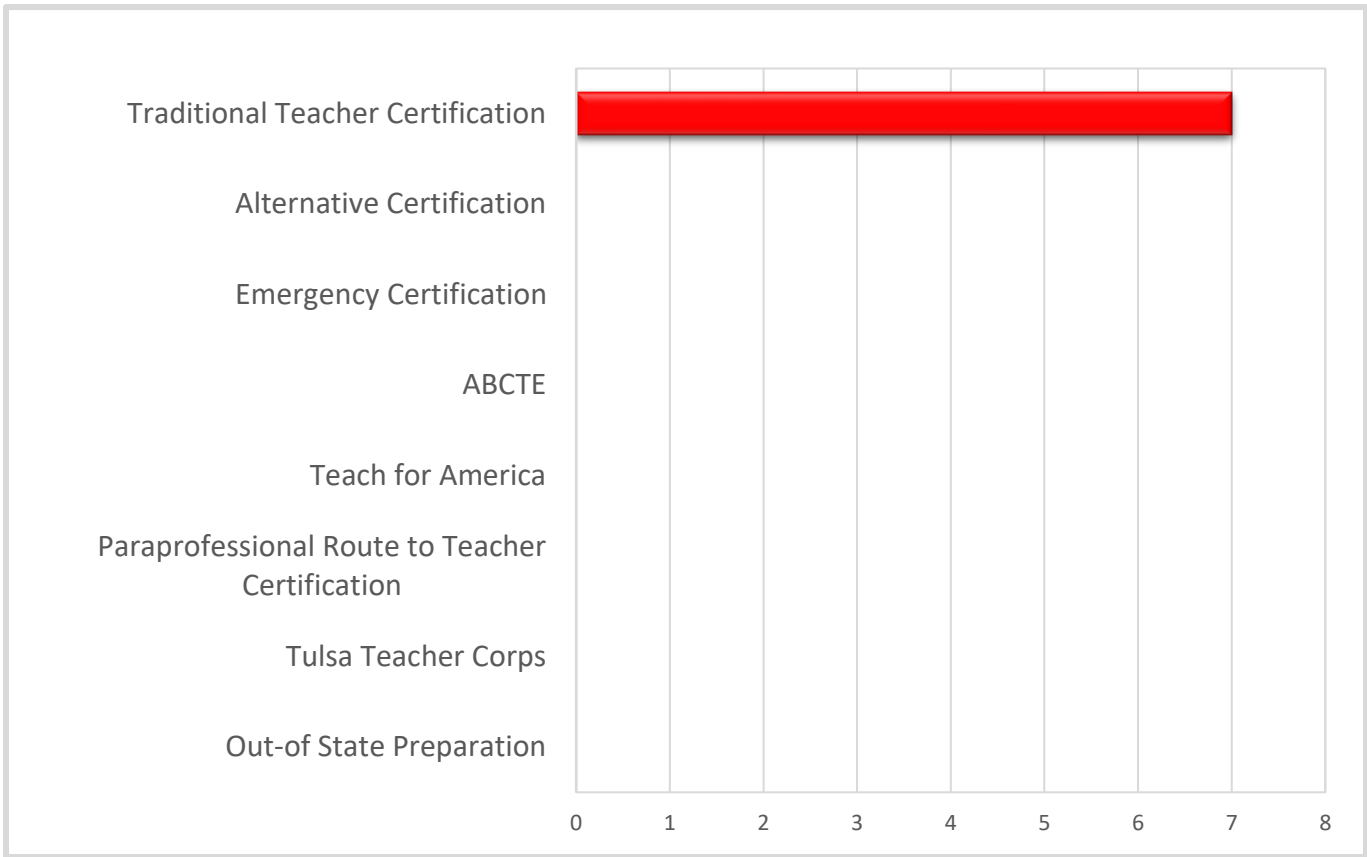 Traditional Teacher Certification
Alternative Certification
Emergency Certification
ABCTE
Teach for America
Paraprofessional Route to Teacher
Certification
Tulsa Teacher Corps
Out-of State Preparation
0 1 2 3 4 5 6 7 8